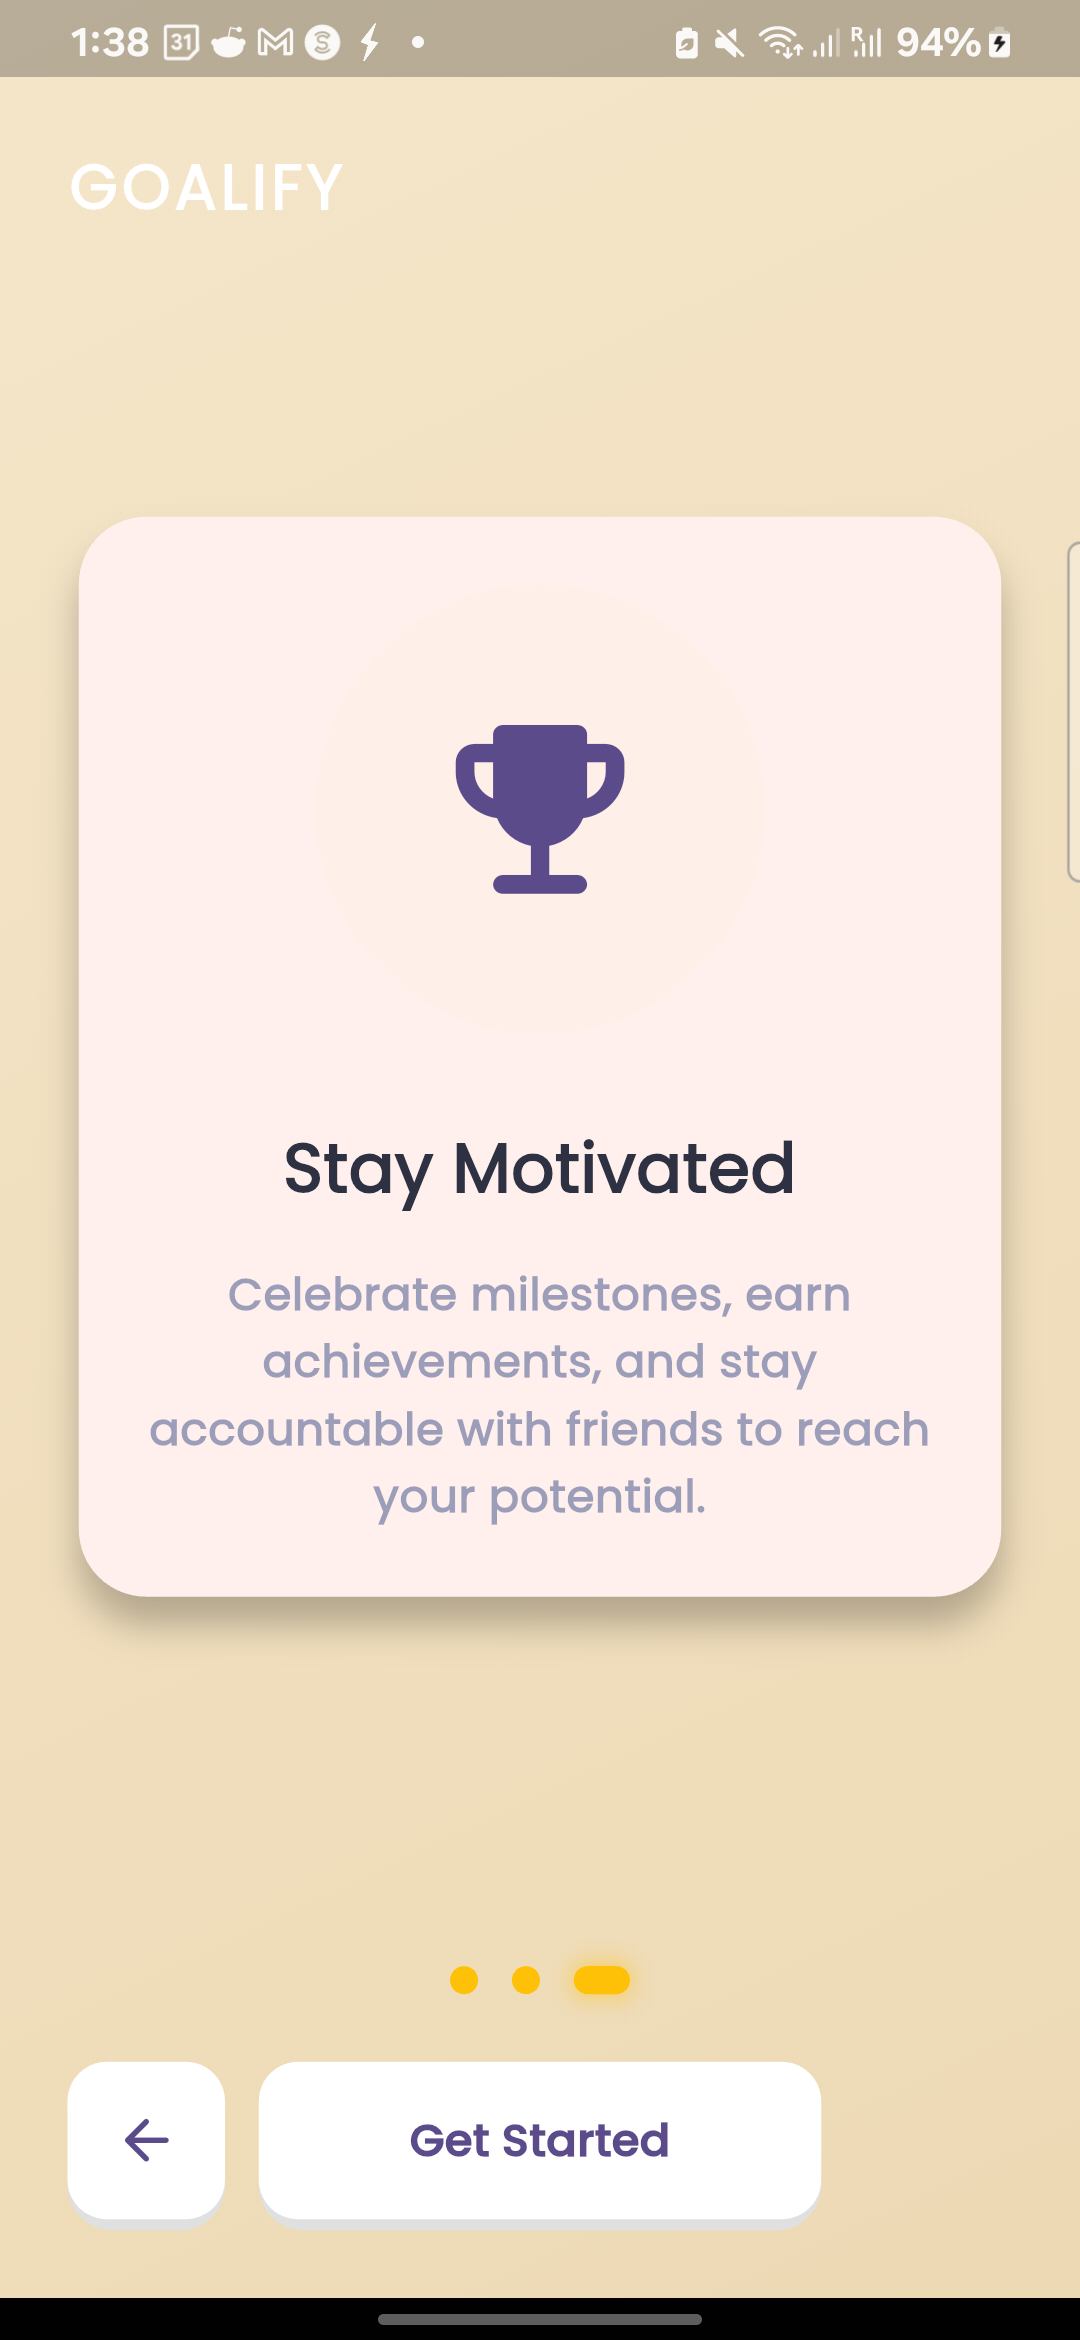 1:38 31 94%
GOALIFY
Stay Motivated
Celebrate milestones, earn
achievements, and stay
accountable with friends to reach
your potential.
Get Started